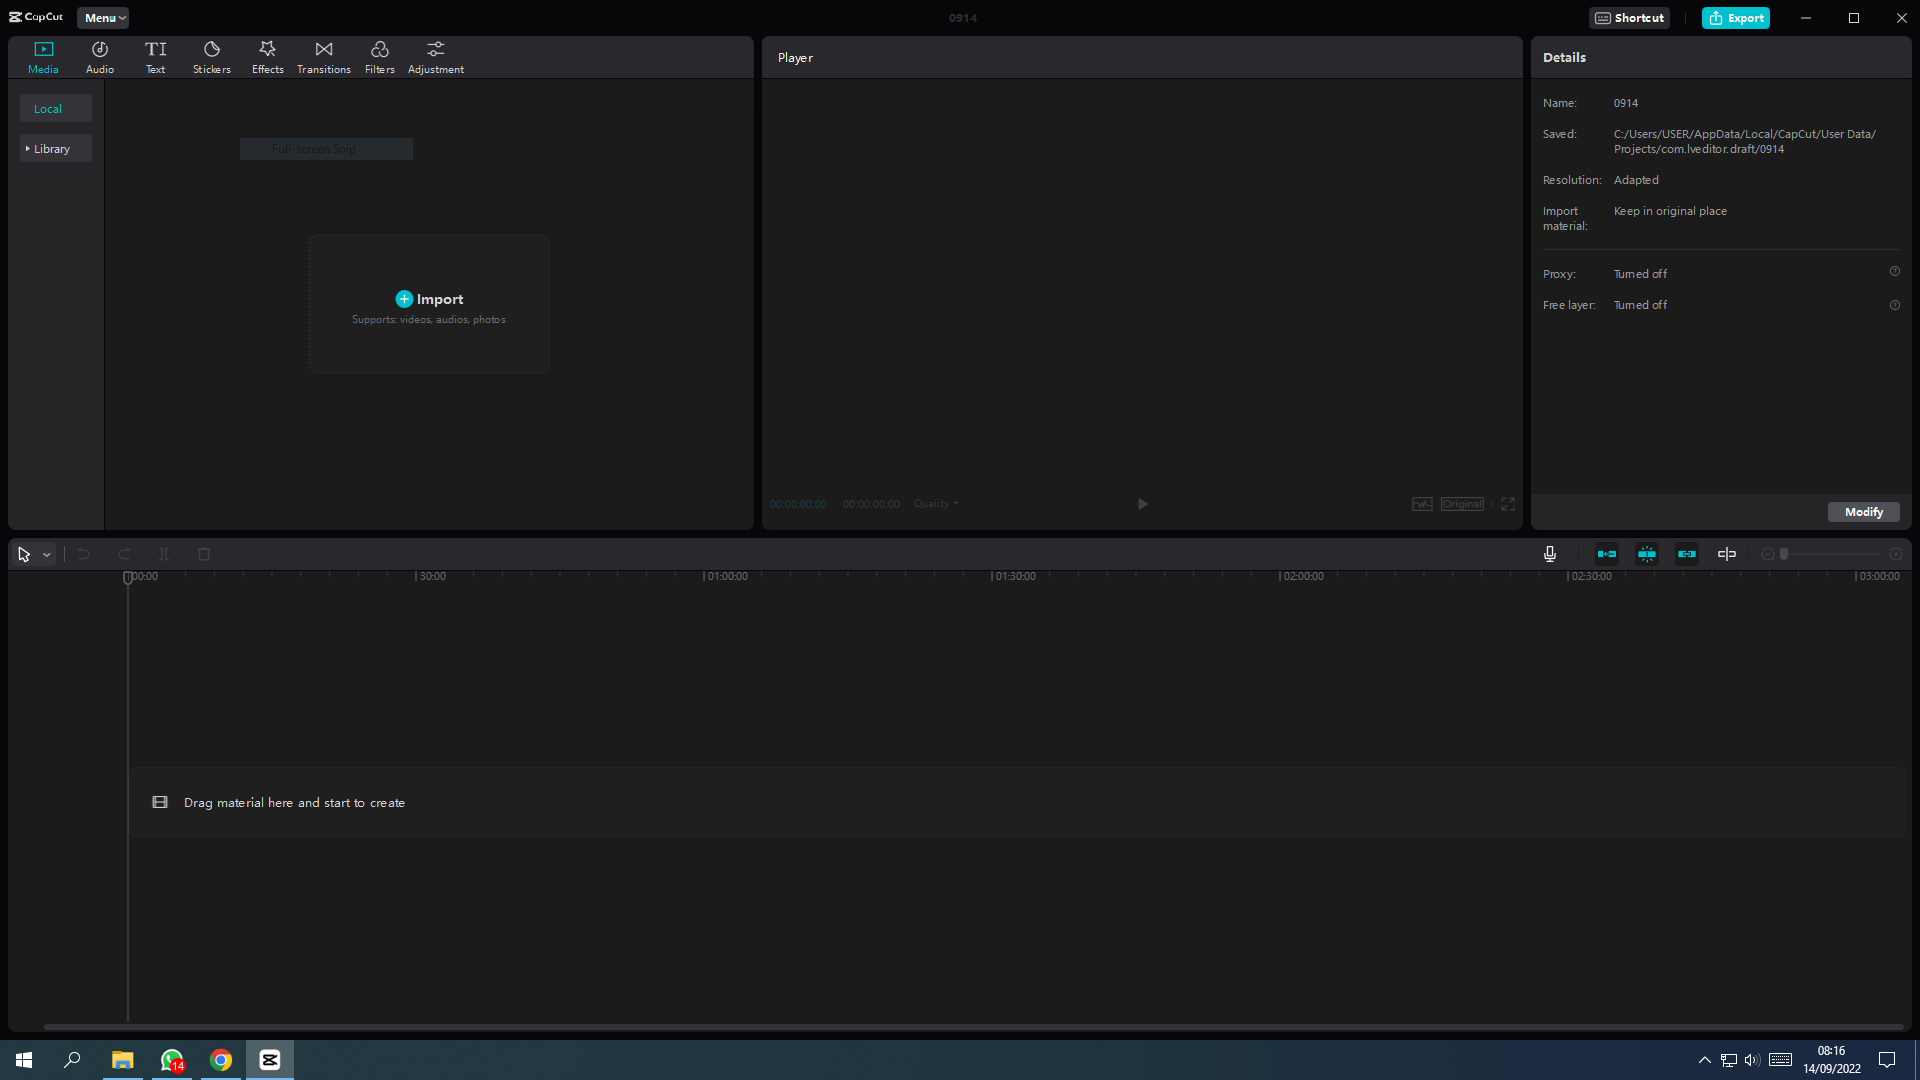 CapCut
Menu
0914
Shortcut
Export
Media
Audio
Text
Stickers
Effects
Transitions
Filters
Adjustment
Local
Library
Full-screen Snip
Import
Supports: videos, audios, photos
Player
00:00:00:00
00:00:00:00
Quality
Original
Details
Name:
0914
Saved:
C:/Users/USER/AppData/Local/CapCut/User Data/
Projects/com.lveditor.draft/0914
Resolution:
Adapted
Import
material:
Keep in original place
Proxy:
Turned off
Free layer:
Turned off
Modify
00:00
30:00
01:00:00
01:30:00
02:00:00
02:30:00
03:00:00
Drag material here and start to create
14
08:16
14/09/2022